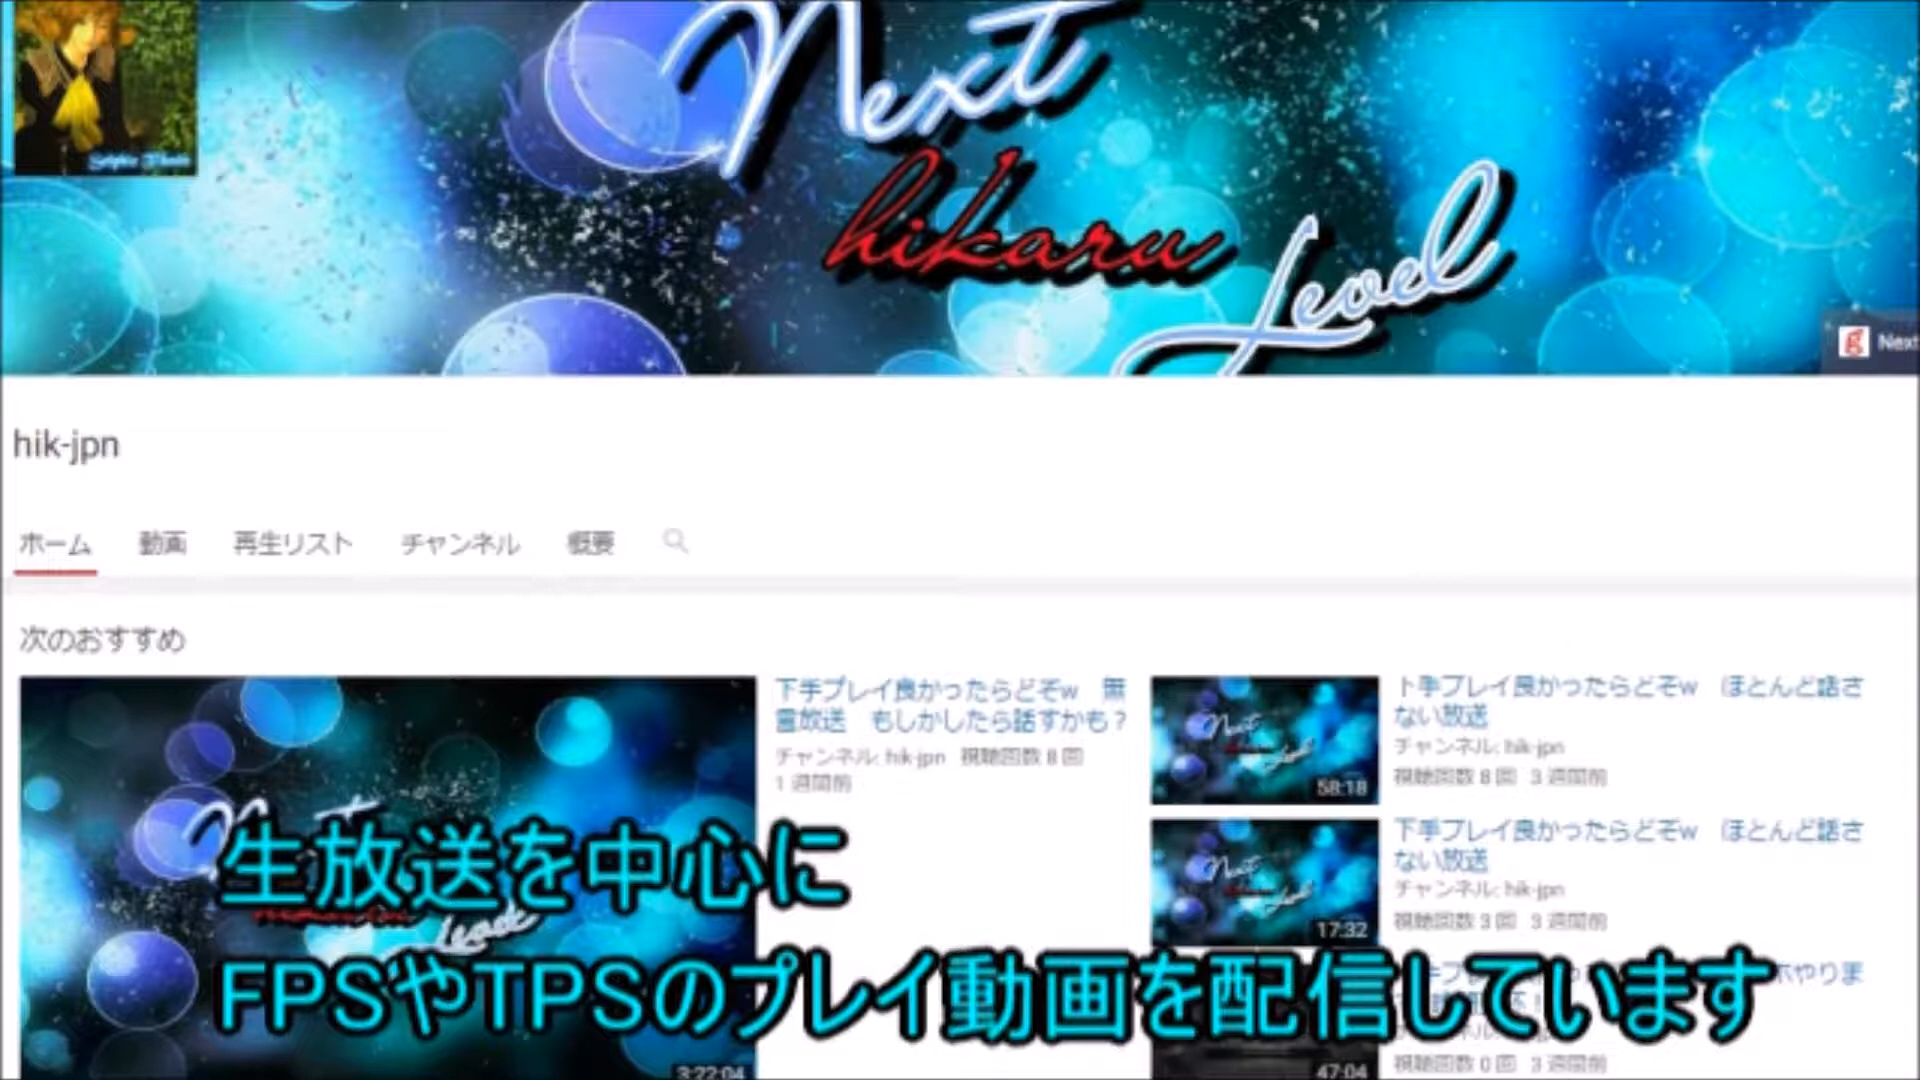 Next
hikaru
Level
Next
hik-jpn
ホーム 動画 再生リスト チャンネル 概要
次のおすすめ
下手プレイ良かったらどぞw 無
言放送 もしかしたら話すかも？
チャンネル: hik-jpn 視聴回数 8 回
1 週間前
3:22:04
下手プレイ良かったらどぞw ほとんど話さ
ない放送
チャンネル: hik-jpn
視聴回数 8 回 3 週間前
58:18
下手プレイ良かったらどぞw ほとんど話さ
ない放送
チャンネル: hik-jpn
視聴回数 3 回 3 週間前
17:32
やりま
視聴回数 0 回 3 週間前
47:04
生放送を中心に
FPSやTPSのプレイ動画を配信しています